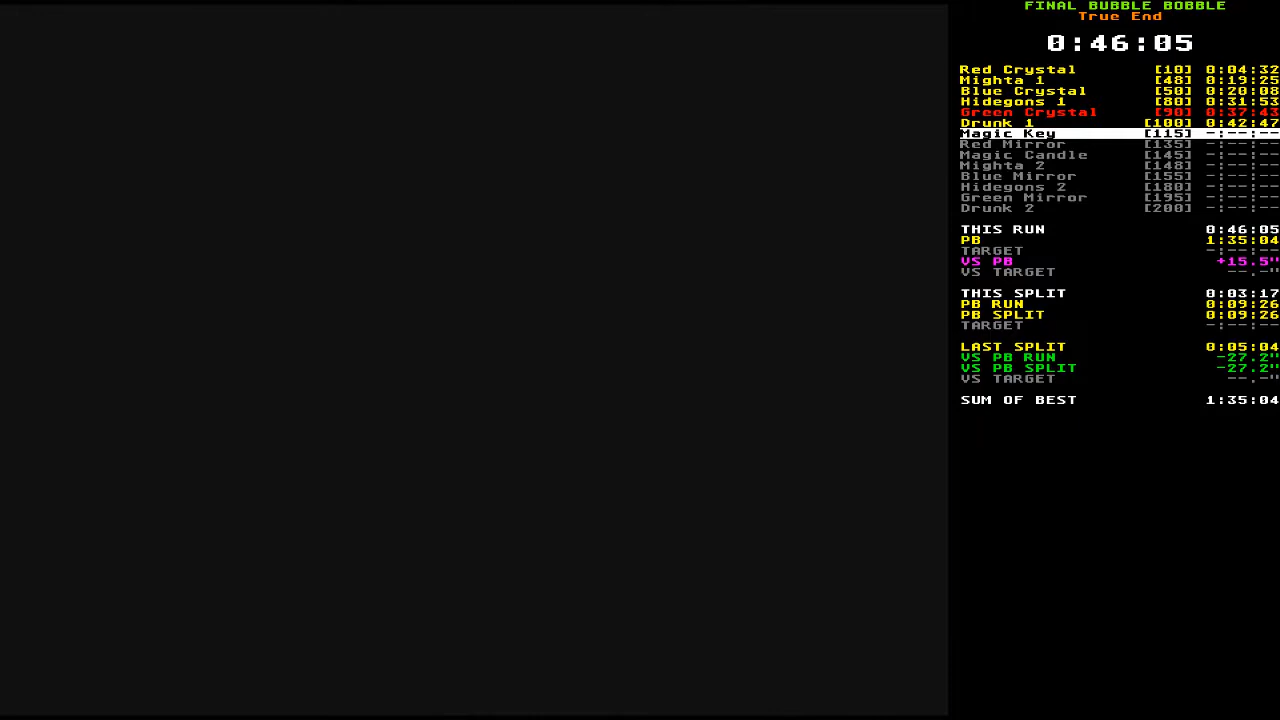 FINAL BUBBLE BOBBLE
True End
0:46:05
Red Crystal [10] 0:04:32
Mighta 1 [48] 0:19:25
Blue Crystal [50] 0:20:08
Hidegons 1 [80] 0:31:53
Green Crystal [90] 0:37:43
Drunk 1 [100] 0:42:47
Magic Key [115] -:--:--
Red Mirror [135] -:--:--
Magic Candle [145] -:--:--
Mighta 2 [148] -:--:--
Blue Mirror [155] -:--:--
Hidegons 2 [180] -:--:--
Green Mirror [195] -:--:--
Drunk 2 [200] -:--:--
THIS RUN 0:46:05
PB 1:35:04
TARGET -:--:--
VS PB +15.5"
VS TARGET --.-"
THIS SPLIT 0:03:17
PB RUN 0:09:26
PB SPLIT 0:09:26
TARGET -:--:--
LAST SPLIT 0:05:04
VS PB RUN -27.2"
VS PB SPLIT -27.2"
VS TARGET --.-"
SUM OF BEST 1:35:04